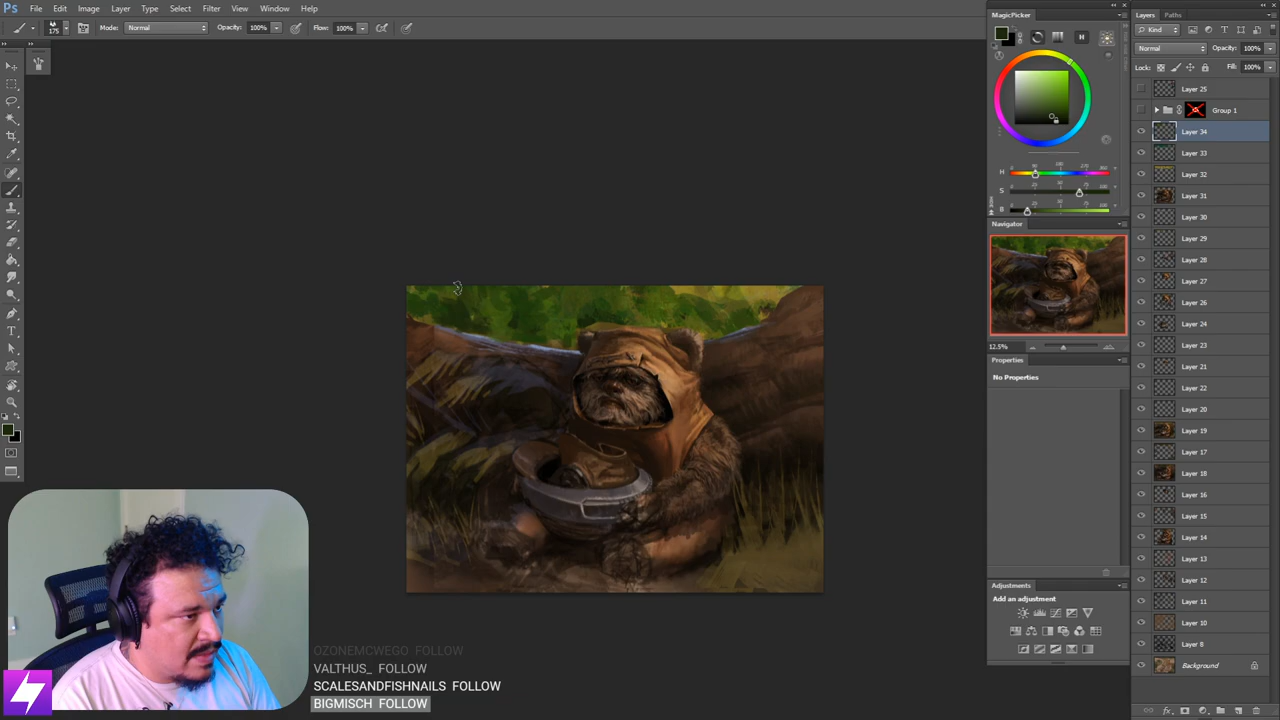 Ps File Edit Image Layer Type Select Filter View Window Help
175 Mode: Normal Opacity: 100% Flow: 100%
MagicPicker
H
H
S
B
Navigator
12.5%
Properties
No Properties
Adjustments
Add an adjustment
Layers Paths
Kind
Normal Opacity: 100%
Lock: Fill: 100%
Layer 25
Group 1
Layer 34
Layer 33
Layer 32
Layer 31
Layer 30
Layer 29
Layer 28
Layer 27
Layer 26
Layer 24
Layer 23
Layer 21
Layer 22
Layer 20
Layer 19
Layer 17
Layer 18
Layer 16
Layer 15
Layer 14
Layer 13
Layer 12
Layer 11
Layer 10
Layer 8
Background
OZONEMCWEGO FOLLOW
VALTHUS_ FOLLOW
SCALESANDFISHNAILS FOLLOW
BIGMISCH FOLLOW